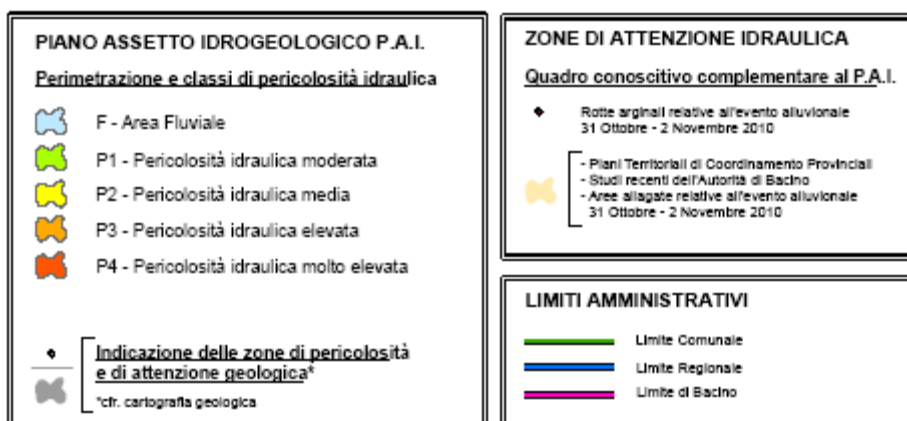 PIANO ASSETTO IDROGEOLOGICO P.A.I.
Perimetrazione e classi di pericolosità idraulica
F - Area Fluviale
P1 - Pericolosità idraulica moderata
P2 - Pericolosità idraulica media
P3 - Pericolosità idraulica elevata
P4 - Pericolosità idraulica molto elevata
Indicazione delle zone di pericolosità
e di attenzione geologica*
*cfr. cartografia geologica
ZONE DI ATTENZIONE IDRAULICA
Quadro conoscitivo complementare al P.A.I.
Rotte arginali relative all'evento alluvionale
31 Ottobre - 2 Novembre 2010
- Piani Territoriali di Coordinamento Provinciali
- Studi recenti dell'Autorità di Bacino
- Aree allagate relative all'evento alluvionale
31 Ottobre - 2 Novembre 2010
LIMITI AMMINISTRATIVI
Limite Comunale
Limite Regionale
Limite di Bacino